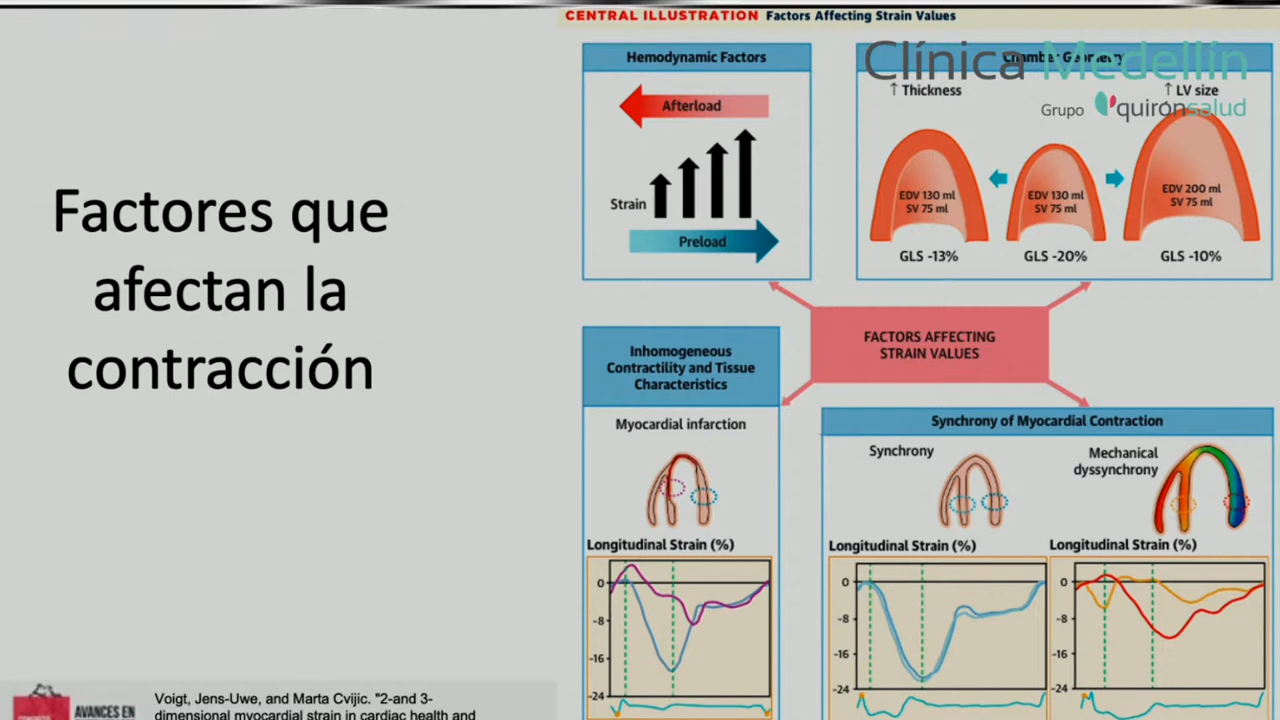 CENTRAL ILLUSTRATION Factors Affecting Strain Values
Factores que
afectan la
contracción
Hemodynamic Factors
Afterload
Strain
Preload
Chamber Geometry
Clínica Medellín
Grupo quirónsalud
↑ Thickness
↑ LV size
EDV 130 ml
SV 75 ml
EDV 130 ml
SV 75 ml
EDV 200 ml
SV 75 ml
GLS -13%
GLS -20%
GLS -10%
FACTORS AFFECTING
STRAIN VALUES
Inhomogeneous
Contractility and Tissue
Characteristics
Myocardial infarction
Longitudinal Strain (%)
0
-8
-16
-24
Synchrony of Myocardial Contraction
Synchrony
Longitudinal Strain (%)
0
-8
-16
-24
Mechanical
dyssynchrony
Longitudinal Strain (%)
0
-8
-16
-24
AVANCES EN
Voigt, Jens-Uwe, and Marta Cvijic. "2-and 3-
dimensional myocardial strain in cardiac health and